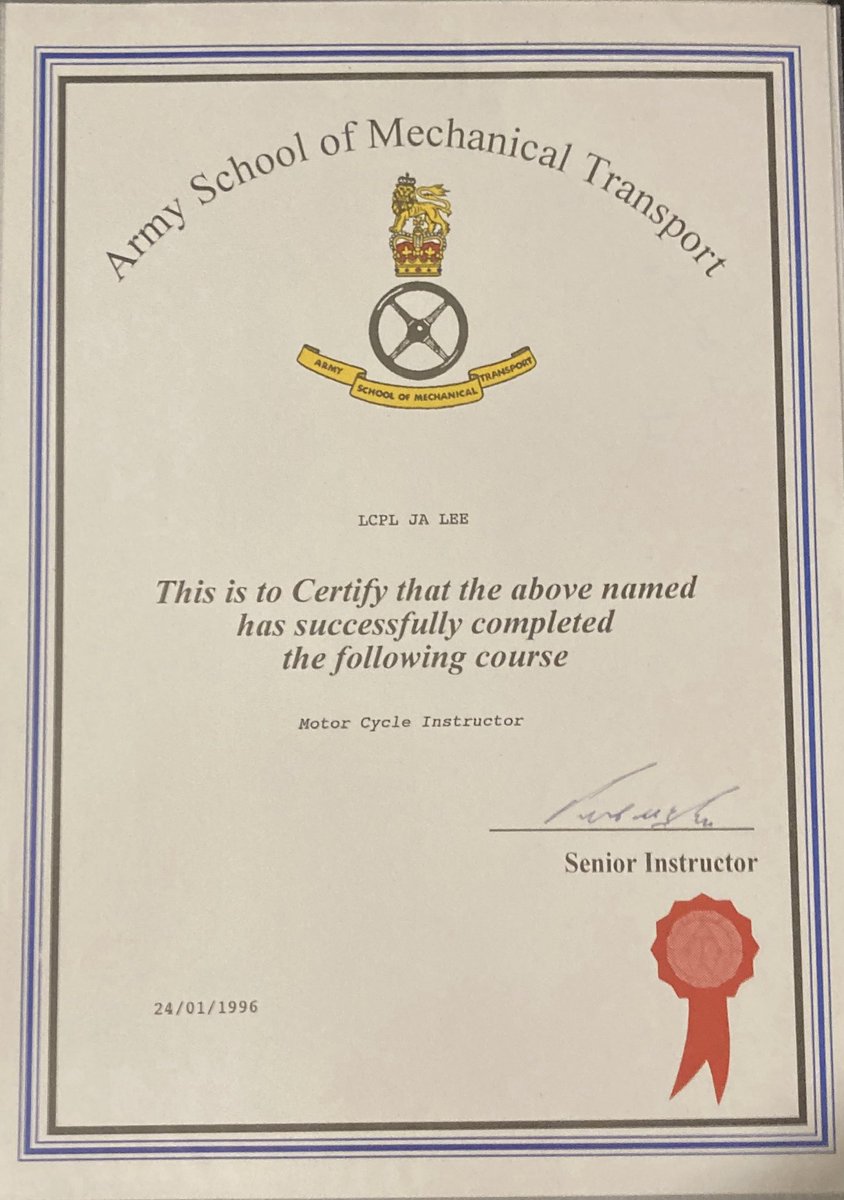 Army School of Mechanical Transport
ARMY SCHOOL OF MECHANICAL TRANSPORT
LCPL JA LEE
This is to Certify that the above named
has successfully completed
the following course
Motor Cycle Instructor
Senior Instructor
24/01/1996